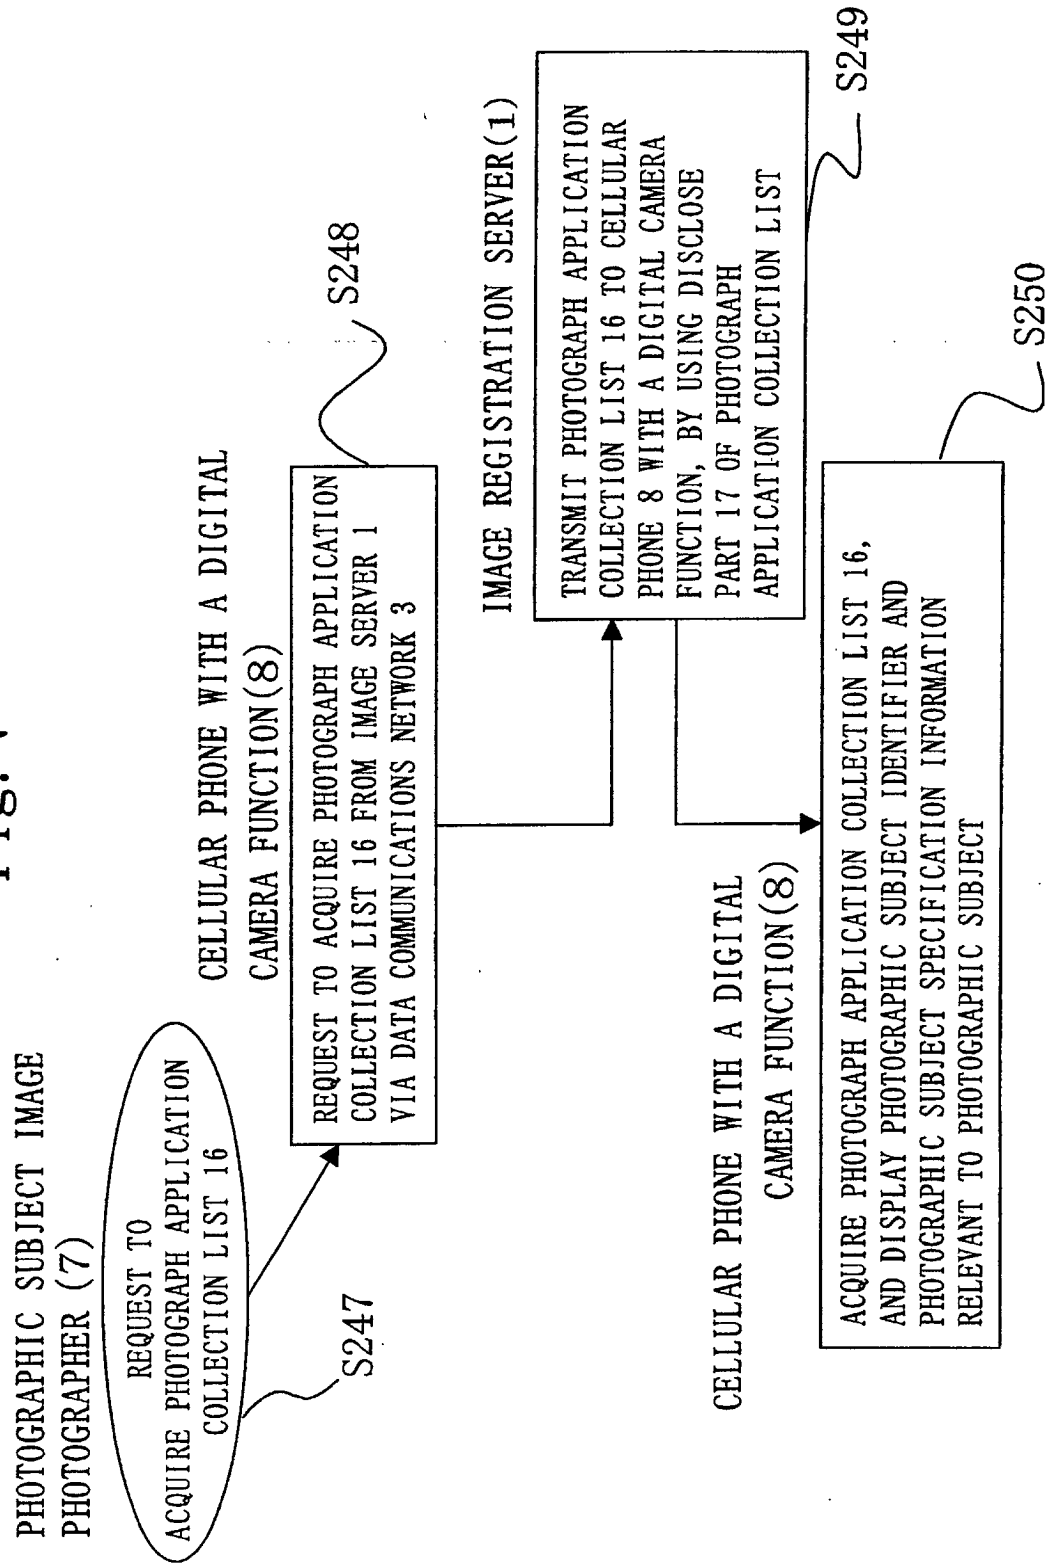 PHOTOGRAPHIC SUBJECT IMAGE
PHOTOGRAPHER (7)
REQUEST TO
ACQUIRE PHOTOGRAPH APPLICATION
COLLECTION LIST 16
S247
CELLULAR PHONE WITH A DIGITAL
CAMERA FUNCTION(8)
REQUEST TO ACQUIRE PHOTOGRAPH APPLICATION
COLLECTION LIST 16 FROM IMAGE SERVER 1
VIA DATA COMMUNICATIONS NETWORK 3
S248
IMAGE REGISTRATION SERVER(1)
TRANSMIT PHOTOGRAPH APPLICATION
COLLECTION LIST 16 TO CELLULAR
PHONE 8 WITH A DIGITAL CAMERA
FUNCTION, BY USING DISCLOSE
PART 17 OF PHOTOGRAPH
APPLICATION COLLECTION LIST
S249
CELLULAR PHONE WITH A DIGITAL
CAMERA FUNCTION(8)
ACQUIRE PHOTOGRAPH APPLICATION COLLECTION LIST 16,
AND DISPLAY PHOTOGRAPHIC SUBJECT IDENTIFIER AND
PHOTOGRAPHIC SUBJECT SPECIFICATION INFORMATION
RELEVANT TO PHOTOGRAPHIC SUBJECT
S250